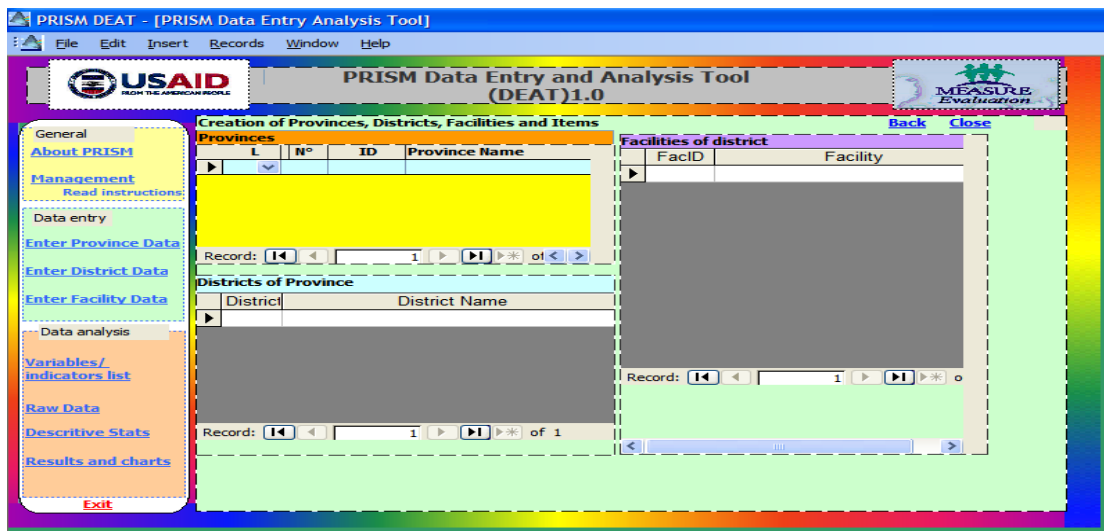 PRISM DEAT - [PRISM Data Entry Analysis Tool]
File Edit Insert Records Window Help
USAID
FROM THE AMERICAN PEOPLE
PRISM Data Entry and Analysis Tool
(DEAT)1.0
MEASURE
Evaluation
Creation of Provinces, Districts, Facilities and Items
Back Close
General
About PRISM
Management
Read instructions
Data entry
Enter Province Data
Enter District Data
Enter Facility Data
Data analysis
Variables/
indicators list
Raw Data
Descritive Stats
Results and charts
Exit
Provinces
L N° ID Province Name
Record: 1 of
Districts of Province
District District Name
Record: 1 of 1
Facilities of district
FacID Facility
Record: 1 o